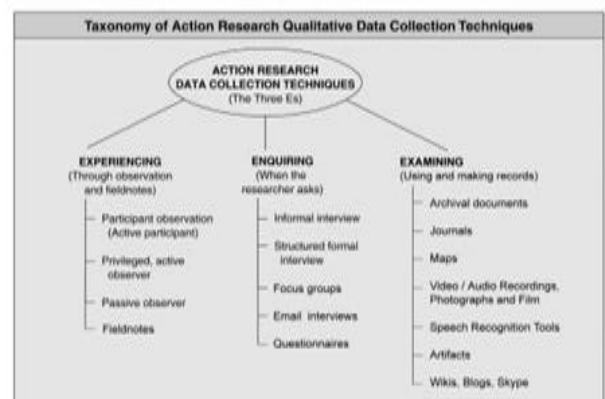 Taxonomy of Action Research Qualitative Data Collection Techniques
ACTION RESEARCH
DATA COLLECTION TECHNIQUES
(The Three Es)
EXPERIENCING
(Through observation
and fieldnotes)
Participant observation
(Active participant)
Privileged, active
observer
Passive observer
Fieldnotes
ENQUIRING
(When the
researcher asks)
Informal interview
Structured formal
interview
Focus groups
Email interviews
Questionnaires
EXAMINING
(Using and making records)
Archival documents
Journals
Maps
Video / Audio Recordings,
Photographs and Film
Speech Recognition Tools
Artifacts
Wikis, Blogs, Skype